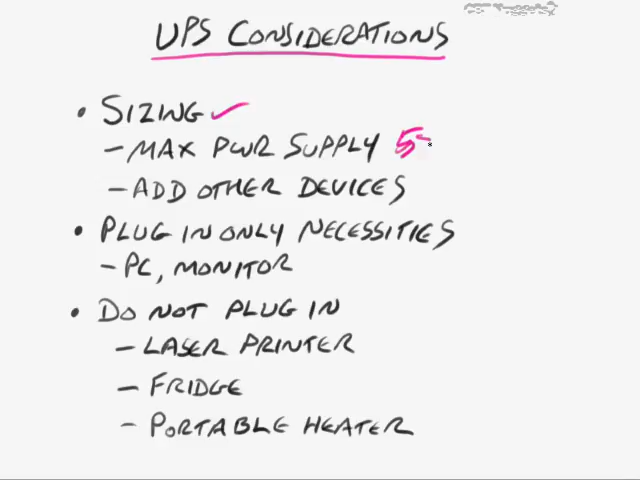 UPS CONSIDERATIONS
• SIZING ✓
– MAX PWR SUPPLY 5
– ADD OTHER DEVICES
• PLUG IN ONLY NECESSITIES
– PC, MONITOR
• DO NOT PLUG IN
– LASER PRINTER
– FRIDGE
– PORTABLE HEATER